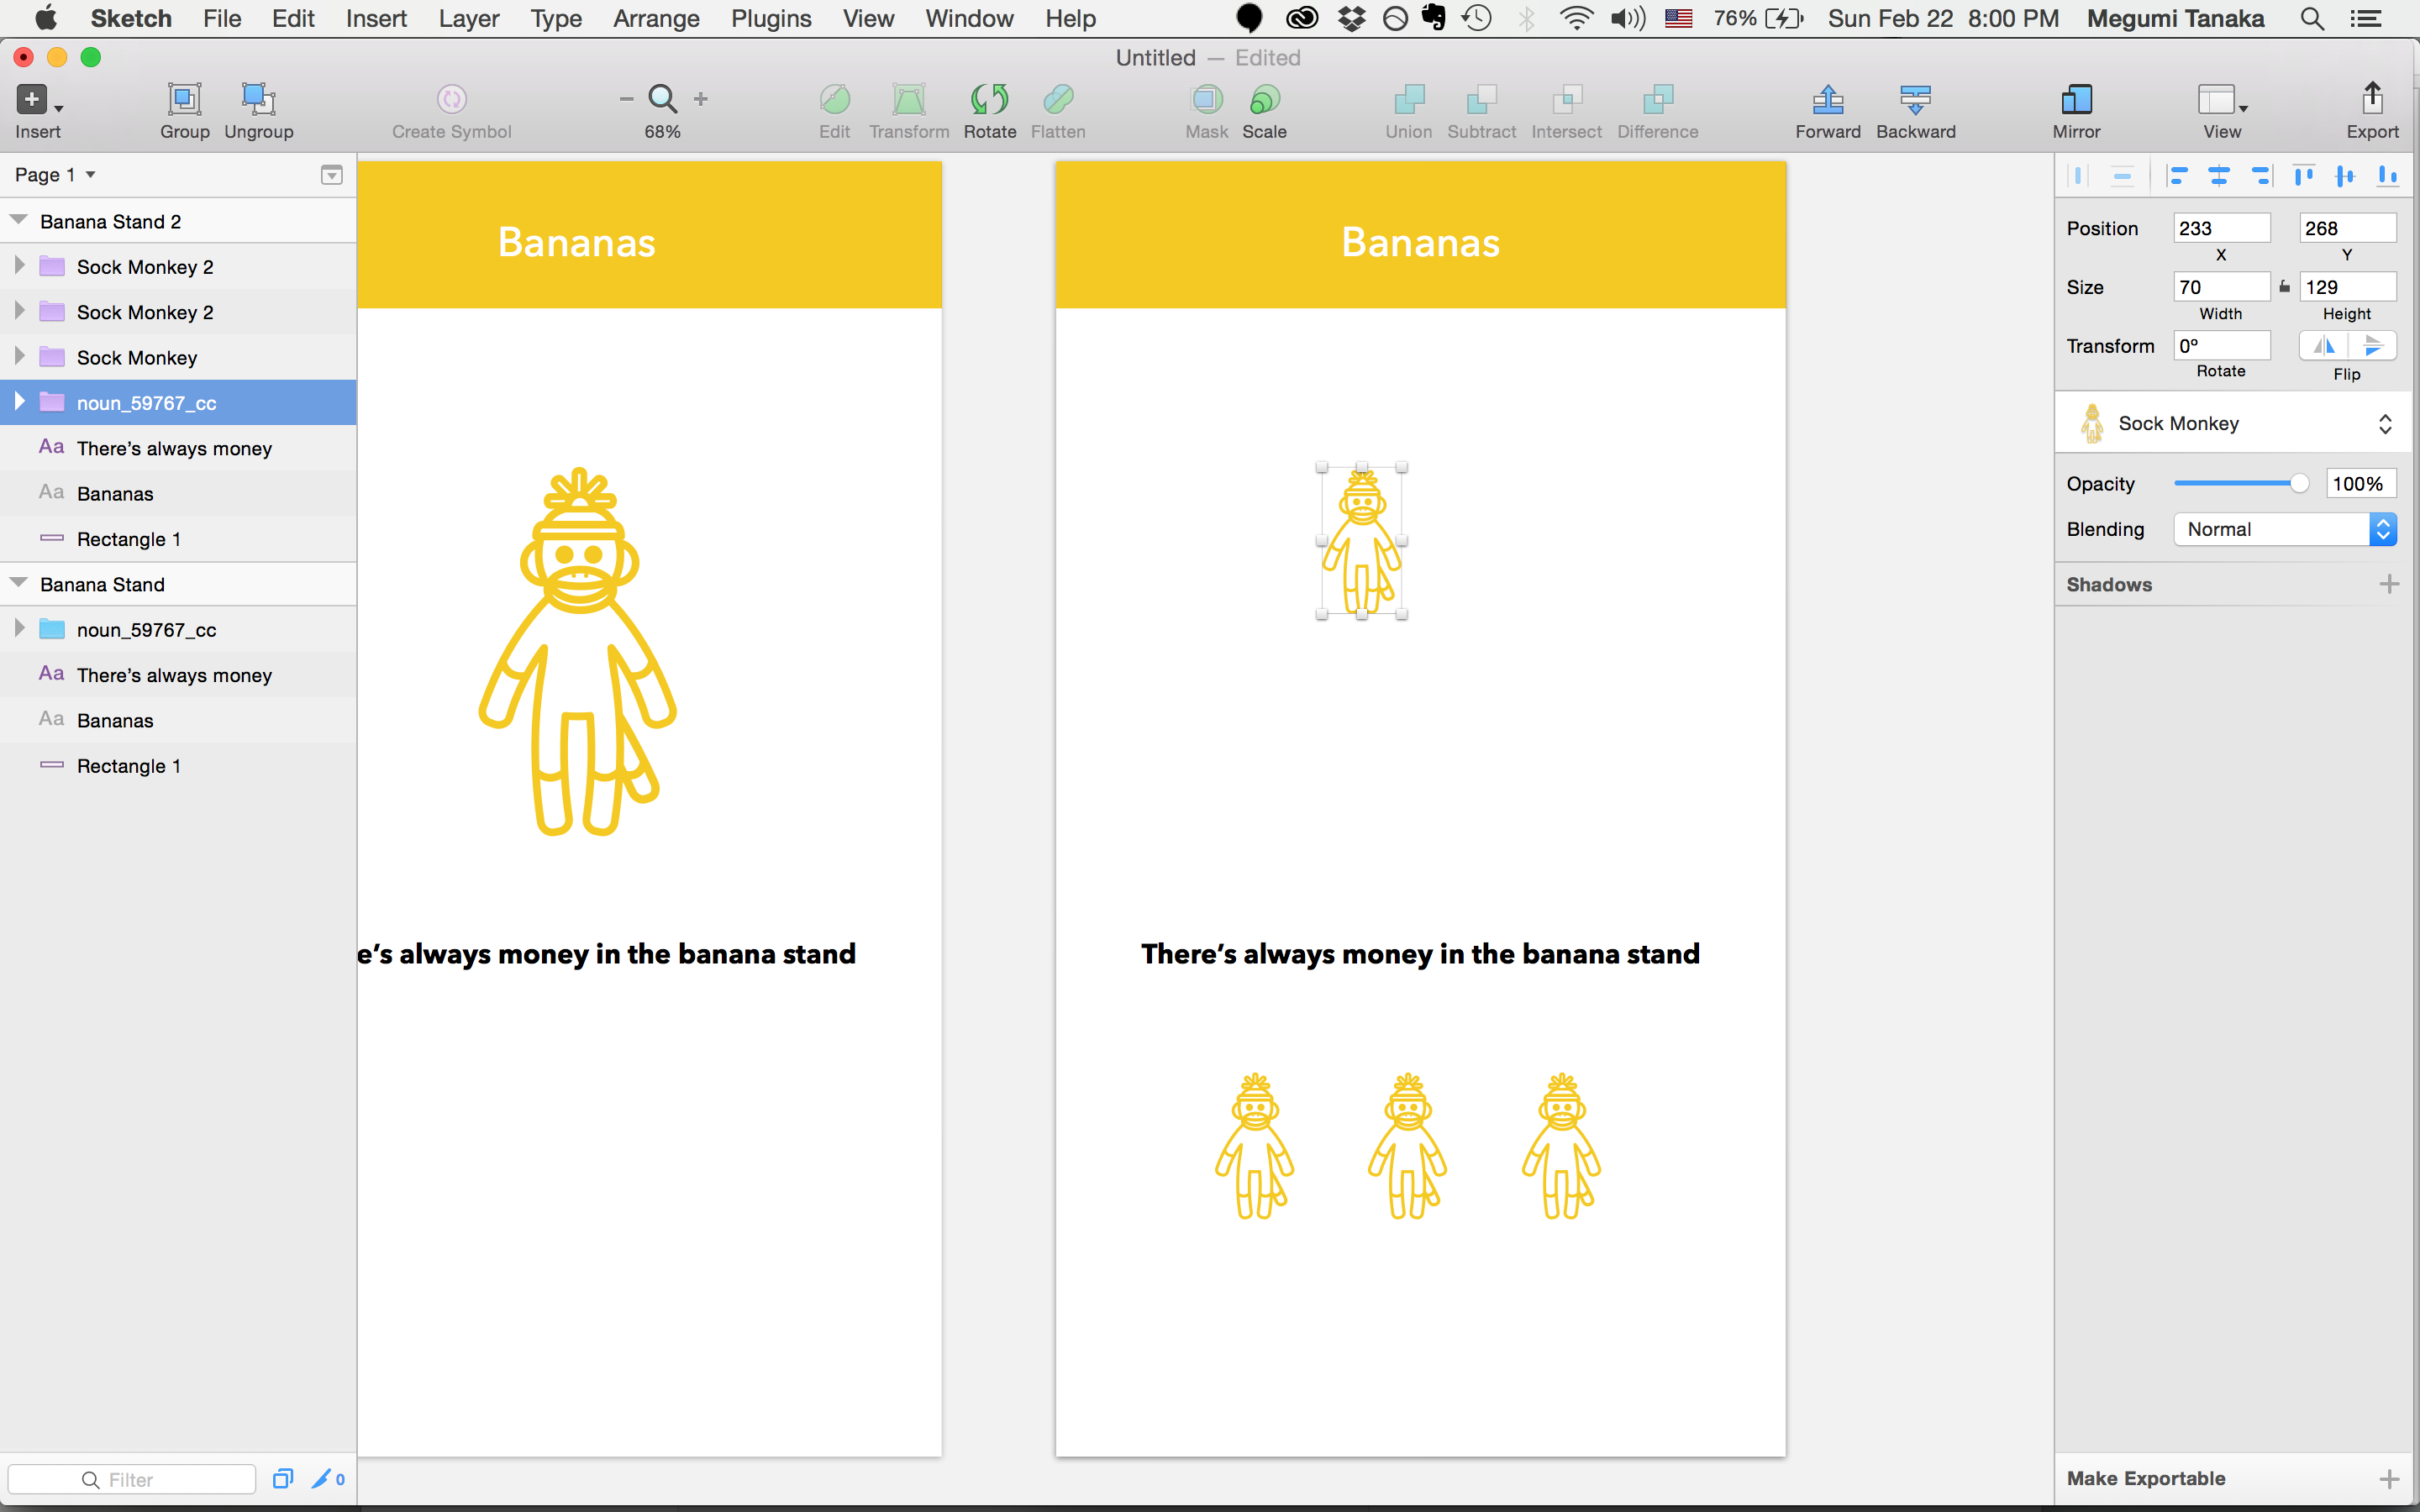 Sketch File Edit Insert Layer Type Arrange Plugins View Window Help 76% Sun Feb 22 8:00 PM Megumi Tanaka
Untitled — Edited
Insert Group Ungroup Create Symbol 68% Edit Transform Rotate Flatten Mask Scale Union Subtract Intersect Difference Forward Backward Mirror View Export
Page 1
Banana Stand 2
Sock Monkey 2
Sock Monkey 2
Sock Monkey
noun_59767_cc
Aa There’s always money
Aa Bananas
Rectangle 1
Banana Stand
noun_59767_cc
Aa There’s always money
Aa Bananas
Rectangle 1
Filter 0
Bananas
e’s always money in the banana stand
Bananas
There’s always money in the banana stand
Position 233 268
X Y
Size 70 129
Width Height
Transform 0º
Rotate Flip
Sock Monkey
Opacity 100%
Blending Normal
Shadows
Make Exportable